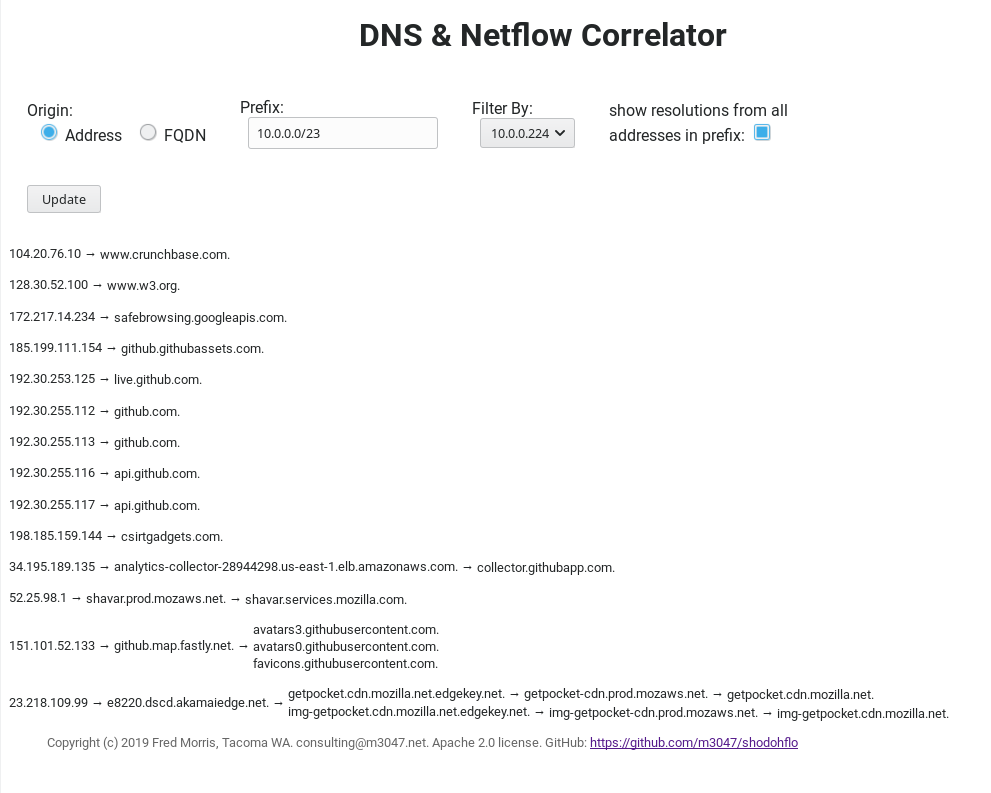 DNS & Netflow Correlator
Origin:
Address FQDN
Prefix:
10.0.0.0/23
Filter By:
10.0.0.224
show resolutions from all
addresses in prefix:
Update
104.20.76.10 → www.crunchbase.com.
128.30.52.100 → www.w3.org.
172.217.14.234 → safebrowsing.googleapis.com.
185.199.111.154 → github.githubassets.com.
192.30.253.125 → live.github.com.
192.30.255.112 → github.com.
192.30.255.113 → github.com.
192.30.255.116 → api.github.com.
192.30.255.117 → api.github.com.
198.185.159.144 → csirtgadgets.com.
34.195.189.135 → analytics-collector-28944298.us-east-1.elb.amazonaws.com. → collector.githubapp.com.
52.25.98.1 → shavar.prod.mozaws.net. → shavar.services.mozilla.com.
avatars3.githubusercontent.com.
151.101.52.133 → github.map.fastly.net. → avatars0.githubusercontent.com.
favicons.githubusercontent.com.
23.218.109.99 → e8220.dscd.akamaiedge.net. →
getpocket.cdn.mozilla.net.edgekey.net. → getpocket-cdn.prod.mozaws.net. → getpocket.cdn.mozilla.net.
img-getpocket.cdn.mozilla.net.edgekey.net. → img-getpocket-cdn.prod.mozaws.net. → img-getpocket.cdn.mozilla.net.
Copyright (c) 2019 Fred Morris, Tacoma WA. consulting@m3047.net. Apache 2.0 license. GitHub: https://github.com/m3047/shodohflo